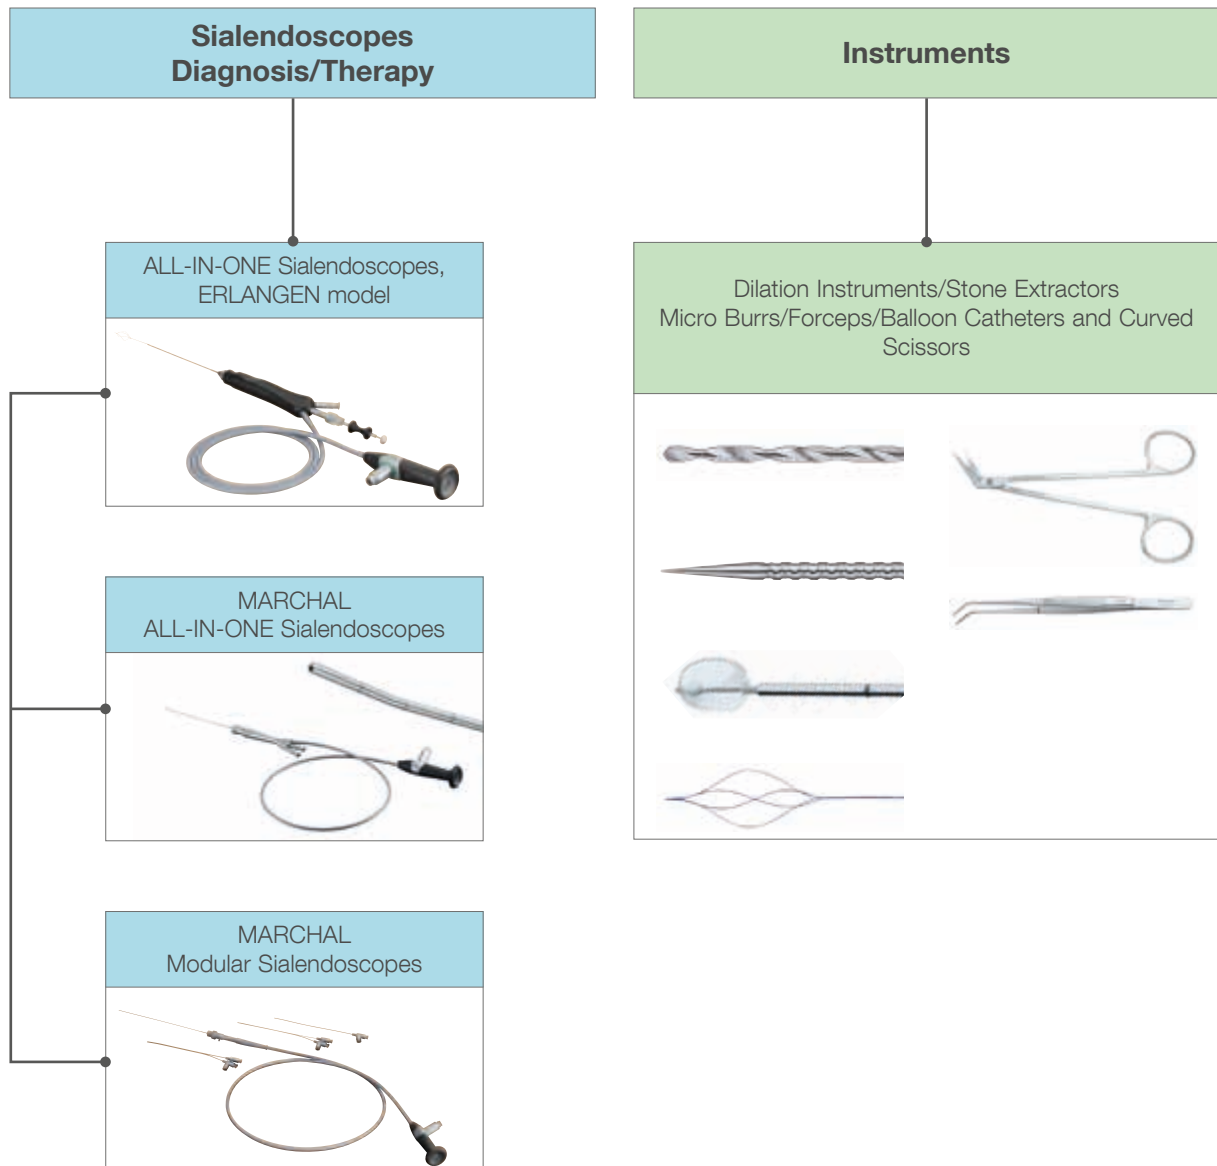 Sialendoscopes
Diagnosis/Therapy
Instruments
ALL-IN-ONE Sialendoscopes,
ERLANGEN model
Dilation Instruments/Stone Extractors
Micro Burrs/Forceps/Balloon Catheters and Curved
Scissors
MARCHAL
ALL-IN-ONE Sialendoscopes
MARCHAL
Modular Sialendoscopes